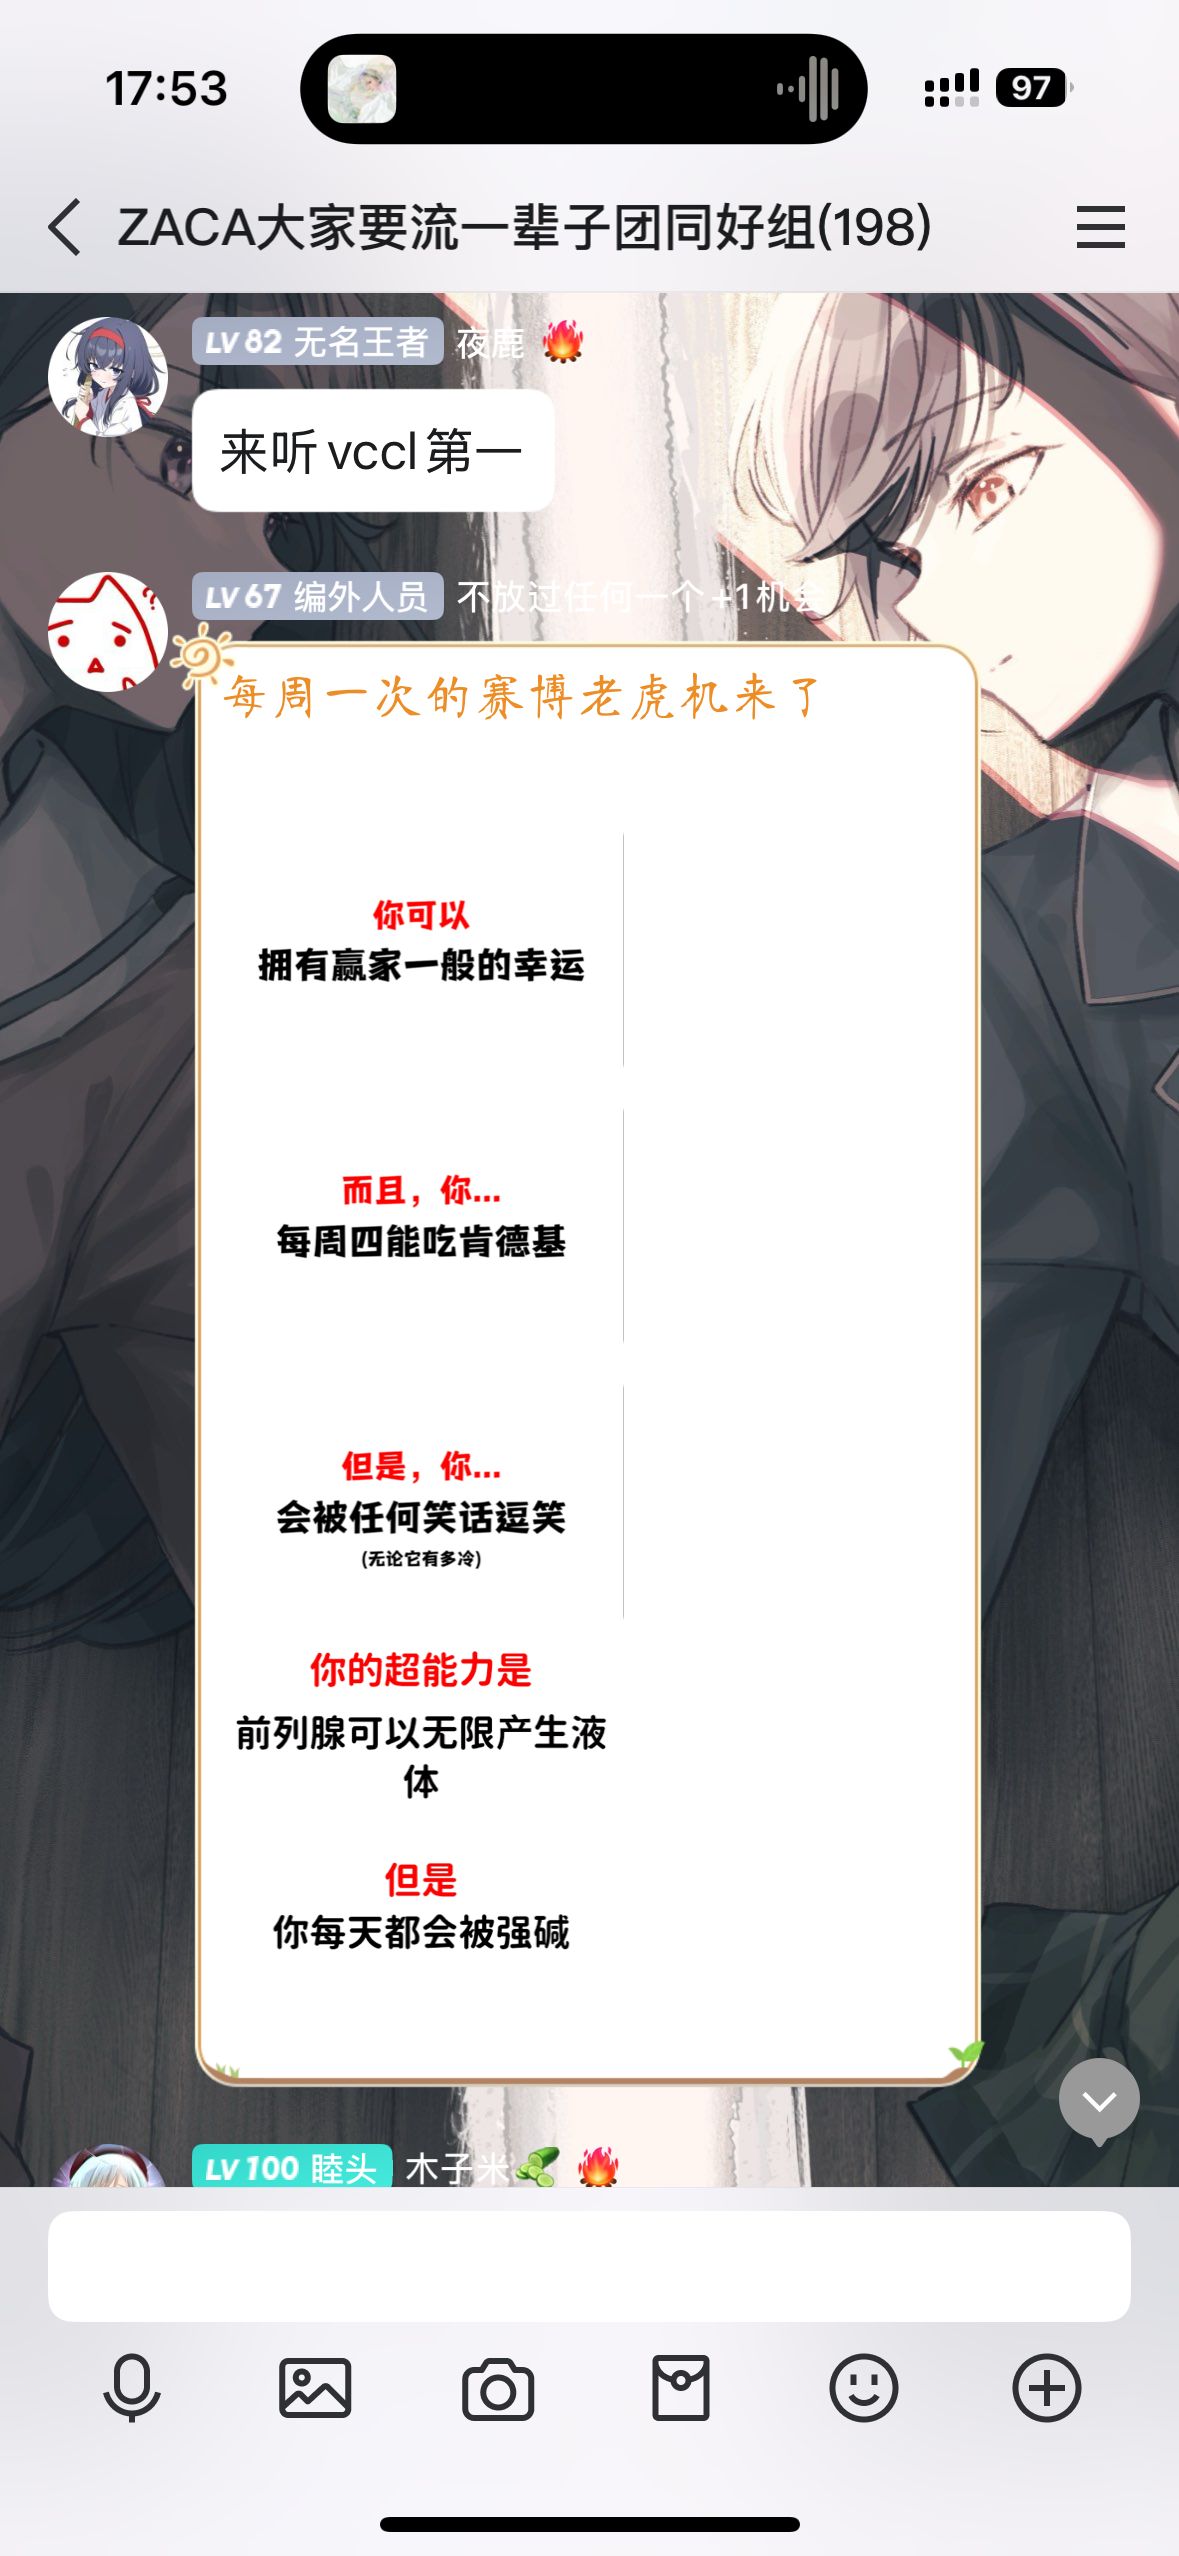 17:53
97
ZACA大家要流一辈子团同好组(198)
LV 82 无名王者 夜鹿
来听vccl第一
LV 67 编外人员 不放过任何一个+1机会
每周一次的赛博老虎机来了
你可以
拥有赢家一般的幸运
而且，你...
每周四能吃肯德基
但是，你...
会被任何笑话逗笑
(无论它有多冷)
你的超能力是
前列腺可以无限产生液
体
但是
你每天都会被强碱
LV 100 睦头 木子米